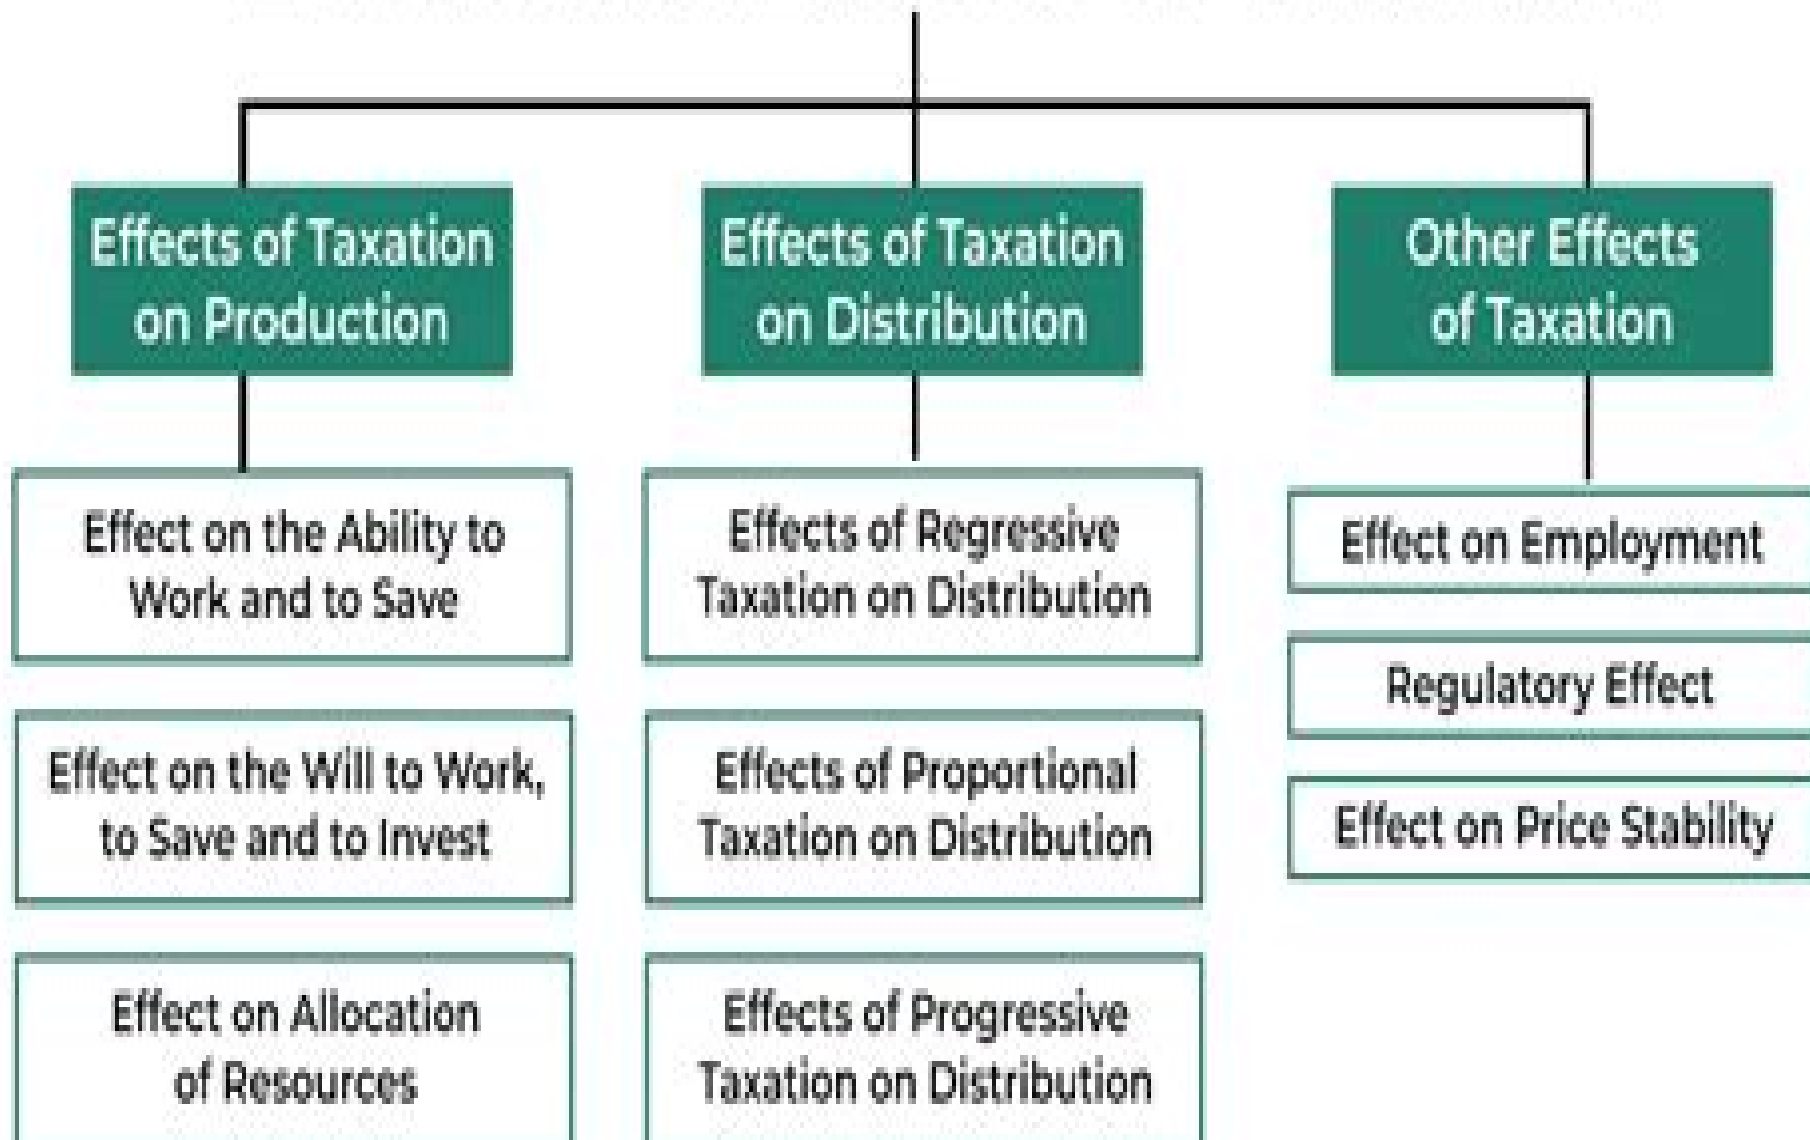 Effects of Taxation
on Production
Effect on the Ability to
Work and to Save
Effect on the Will to Work,
to Save and to Invest
Effect on Allocation
of Resources
Effects of Taxation
on Distribution
Effects of Regressive
Taxation on Distribution
Effects of Proportional
Taxation on Distribution
Effects of Progressive
Taxation on Distribution
Other Effects
of Taxation
Effect on Employment
Regulatory Effect
Effect on Price Stability